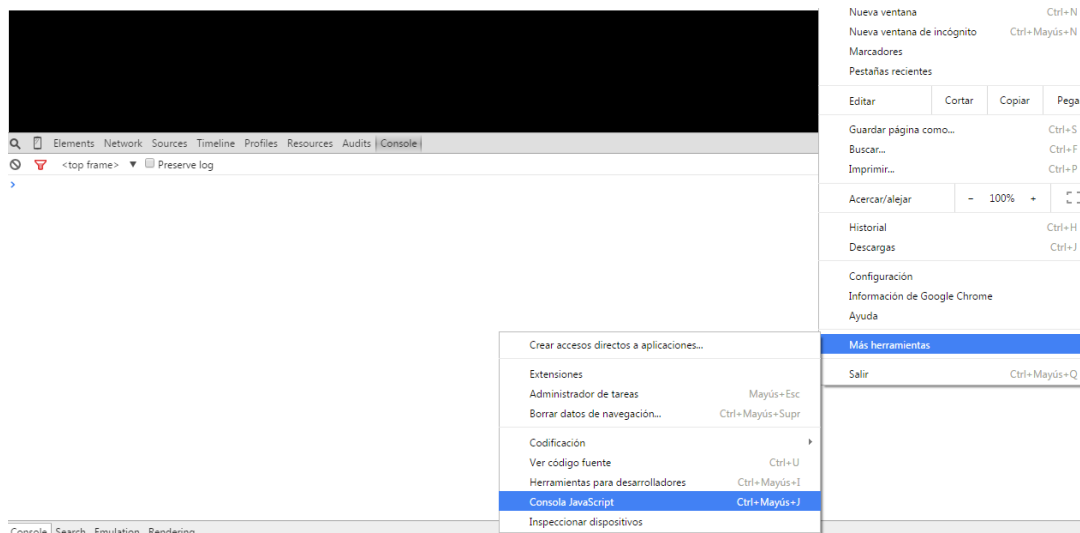 Elements Network Sources Timeline Profiles Resources Audits Console
<top frame> ▼ Preserve log
>
Nueva ventana Ctrl+N
Nueva ventana de incógnito Ctrl+Mayús+N
Marcadores
Pestañas recientes
Editar Cortar Copiar Pega
Guardar página como... Ctrl+S
Buscar... Ctrl+F
Imprimir... Ctrl+P
Acercar/alejar - 100% +
Historial Ctrl+H
Descargas Ctrl+J
Configuración
Información de Google Chrome
Ayuda
Más herramientas
Salir Ctrl+Mayús+Q
Crear accesos directos a aplicaciones...
Extensiones
Administrador de tareas Mayús+Esc
Borrar datos de navegación... Ctrl+Mayús+Supr
Codificación
Ver código fuente Ctrl+U
Herramientas para desarrolladores Ctrl+Mayús+I
Consola JavaScript Ctrl+Mayús+J
Inspeccionar dispositivos
Console Search Emulation Rendering